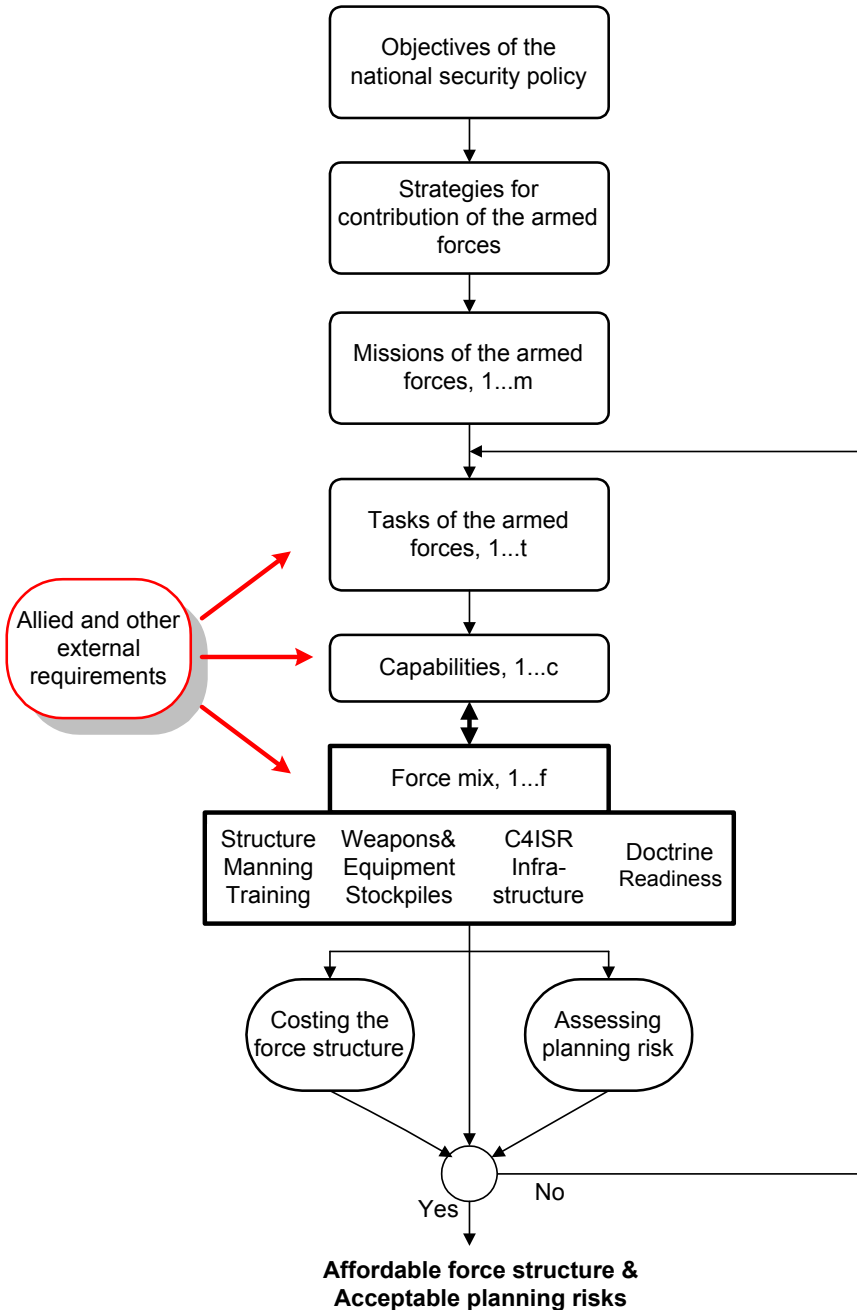 Objectives of the
national security policy
Strategies for
contribution of the armed
forces
Missions of the armed
forces, 1...m
Tasks of the armed
forces, 1...t
Allied and other
external
requirements
Capabilities, 1...c
Force mix, 1...f
Structure
Manning
Training
Weapons&
Equipment
Stockpiles
C4ISR
Infra-
structure
Doctrine
Readiness
Costing the
force structure
Assessing
planning risk
No
Yes
Affordable force structure &
Acceptable planning risks